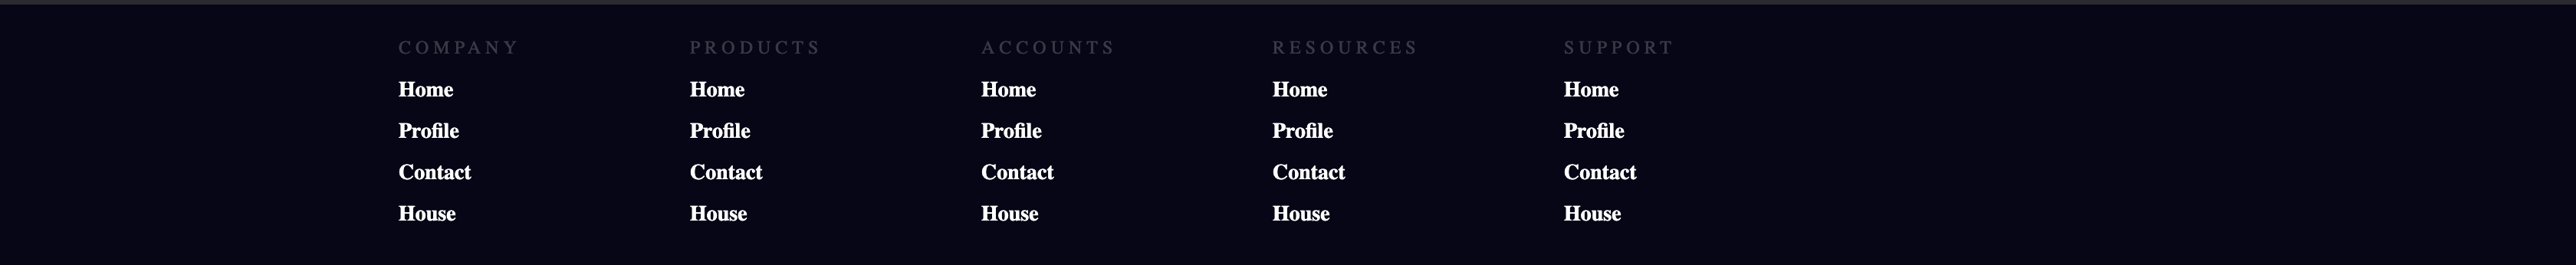 COMPANY PRODUCTS ACCOUNTS RESOURCES SUPPORT
Home Home Home Home Home
Profile Profile Profile Profile Profile
Contact Contact Contact Contact Contact
House House House House House